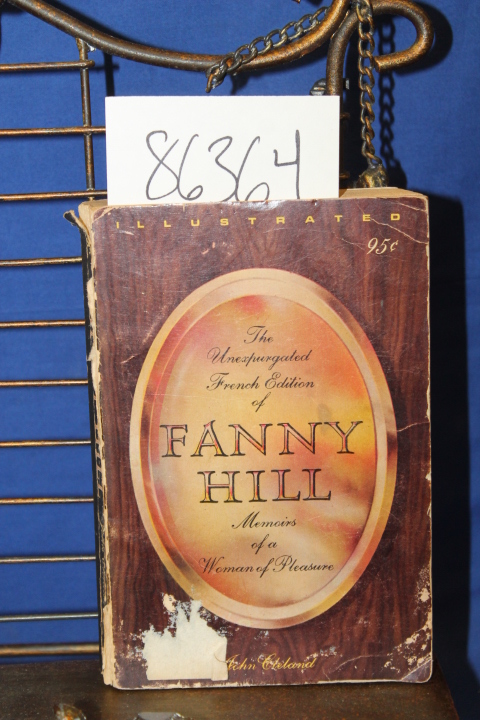 86364
ILLUSTRATED
95¢
The
Unexpurgated
French Edition
of
FANNY
HILL
Memoirs
of a
Woman of Pleasure
John Cleland